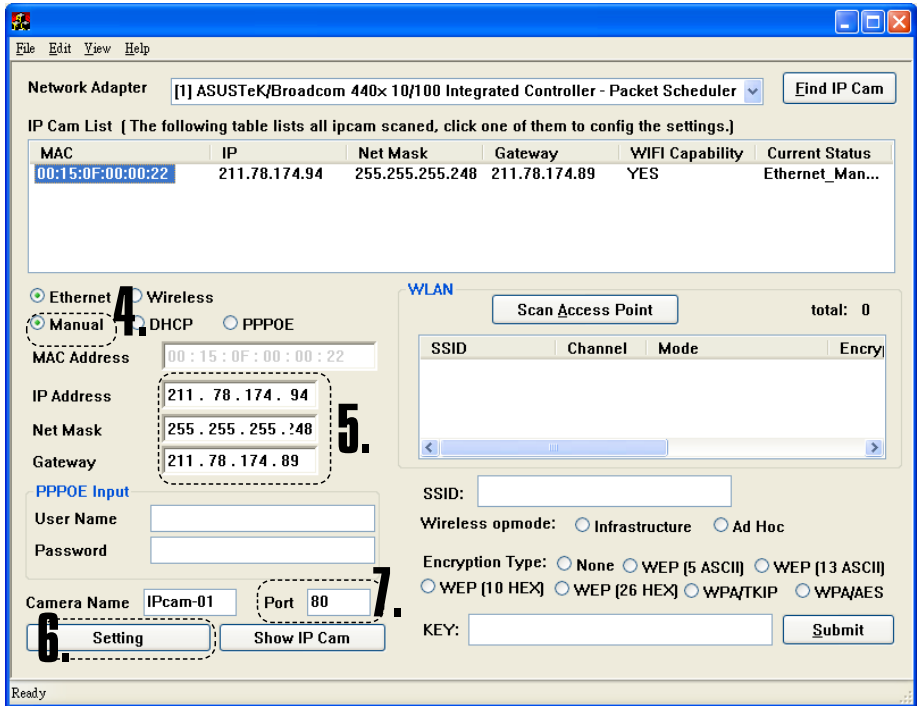 File Edit View Help
Network Adapter [1] ASUSTeK/Broadcom 440x 10/100 Integrated Controller - Packet Scheduler Find IP Cam
IP Cam List ( The following table lists all ipcam scaned, click one of them to config the settings.)
MAC IP Net Mask Gateway WIFI Capability Current Status
00:15:0F:00:00:22 211.78.174.94 255.255.255.248 211.78.174.89 YES Ethernet_Man...
Ethernet Wireless
4.
Manual DHCP PPPOE
MAC Address 00 : 15 : 0F : 00 : 00 : 22
IP Address 211 . 78 . 174 . 94
Net Mask 255 . 255 . 255 . 248
5.
Gateway 211 . 78 . 174 . 89
PPPOE Input
User Name
Password
Camera Name IPcam-01 Port 80
7.
6.
Setting Show IP Cam
WLAN
Scan Access Point total: 0
SSID Channel Mode Encry
SSID:
Wireless opmode: Infrastructure Ad Hoc
Encryption Type: None WEP (5 ASCII) WEP (13 ASCII)
WEP (10 HEX) WEP (26 HEX) WPA/TKIP WPA/AES
KEY: Submit
Ready